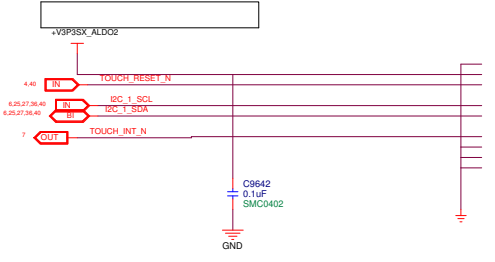 +V3P3SX_ALDO2
4,40 IN TOUCH_RESET_N
6,25,27,36,40 IN I2C_1_SCL
6,25,27,36,40 BI I2C_1_SDA
7 OUT TOUCH_INT_N
C9642
0.1uF
SMC0402
GND